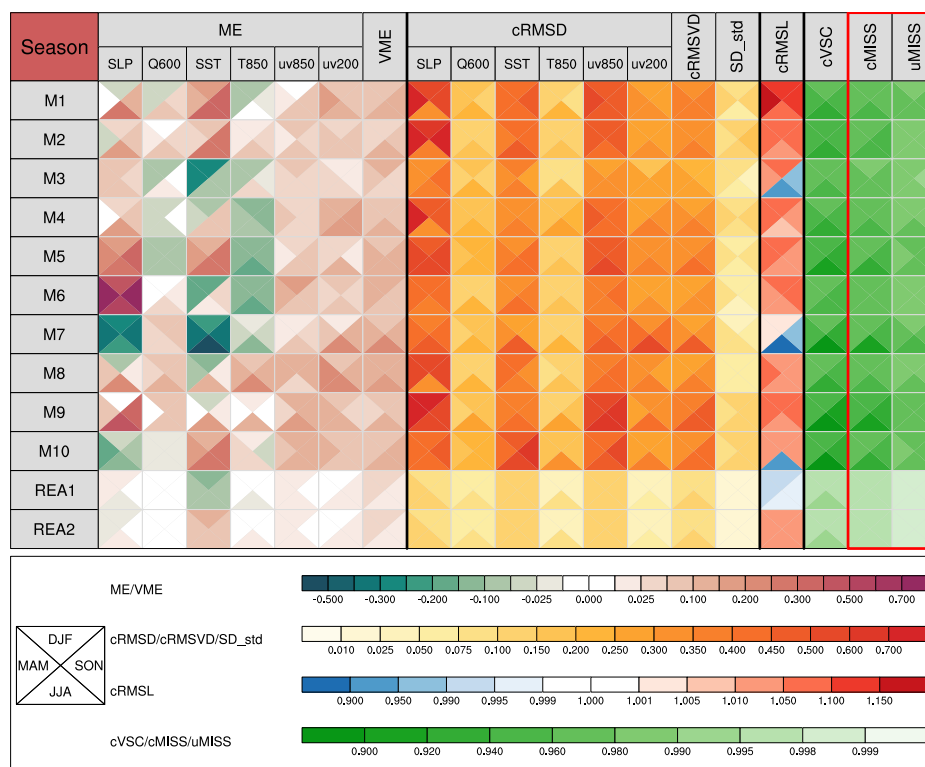 Season
ME
VME
cRMSD
cRMSVD
SD_std
cRMSL
cVSC
cMISS
uMISS
SLP Q600 SST T850 uv850 uv200
SLP Q600 SST T850 uv850 uv200
M1
M2
M3
M4
M5
M6
M7
M8
M9
M10
REA1
REA2
ME/VME
-0.500 -0.300 -0.200 -0.100 -0.025 0.000 0.025 0.100 0.200 0.300 0.500 0.700
DJF
MAM SON
JJA
cRMSD/cRMSVD/SD_std
0.010 0.025 0.050 0.075 0.100 0.150 0.200 0.250 0.300 0.350 0.400 0.450 0.500 0.600 0.700
cRMSL
0.900 0.950 0.990 0.995 0.999 1.000 1.001 1.005 1.010 1.050 1.100 1.150
cVSC/cMISS/uMISS
0.900 0.920 0.940 0.960 0.980 0.990 0.995 0.998 0.999